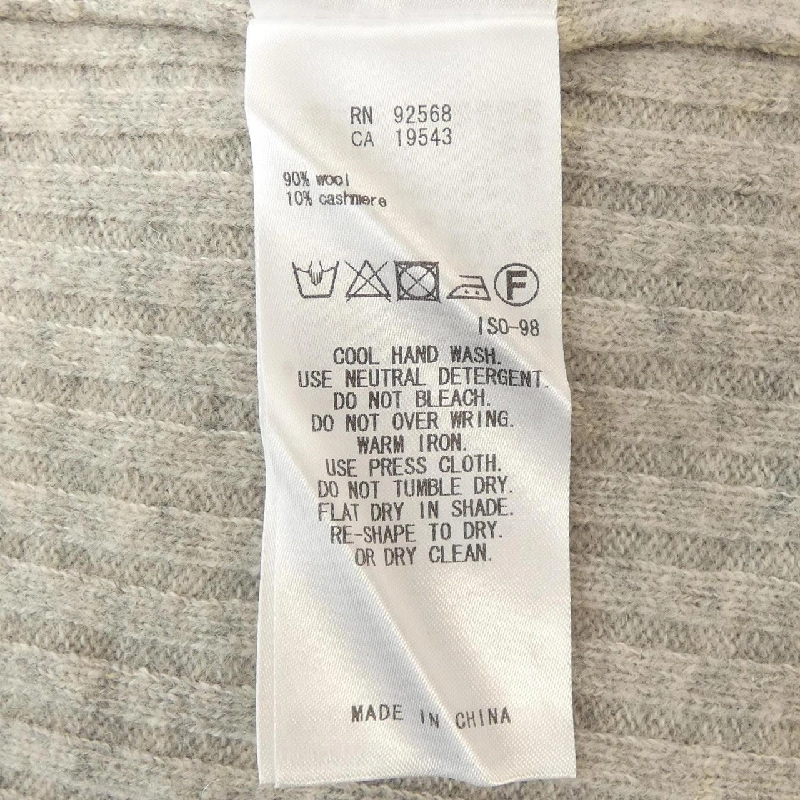 RN 92568
CA 19543
90% wool
10% cashmere
F
ISO-98
COOL HAND WASH.
USE NEUTRAL DETERGENT.
DO NOT BLEACH.
DO NOT OVER WRING.
WARM IRON.
USE PRESS CLOTH.
DO NOT TUMBLE DRY.
FLAT DRY IN SHADE.
RE-SHAPE TO DRY.
OR DRY CLEAN.
MADE IN CHINA